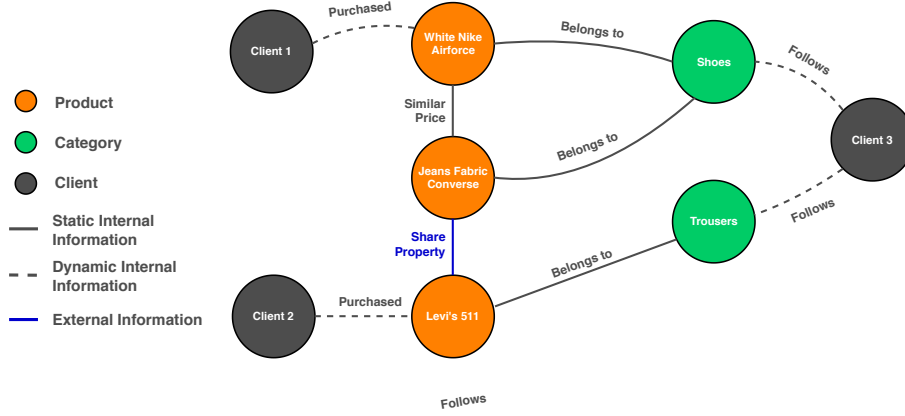 Purchased
Client 1
White Nike
Airforce
Belongs to
Shoes
Follows
Product
Similar
Price
Category
Belongs to
Client 3
Client
Jeans Fabric
Converse
Static Internal
Information
Follows
Trousers
Share
Property
Dynamic Internal
Information
Belongs to
Purchased
External Information
Client 2
Levi's 511
Follows